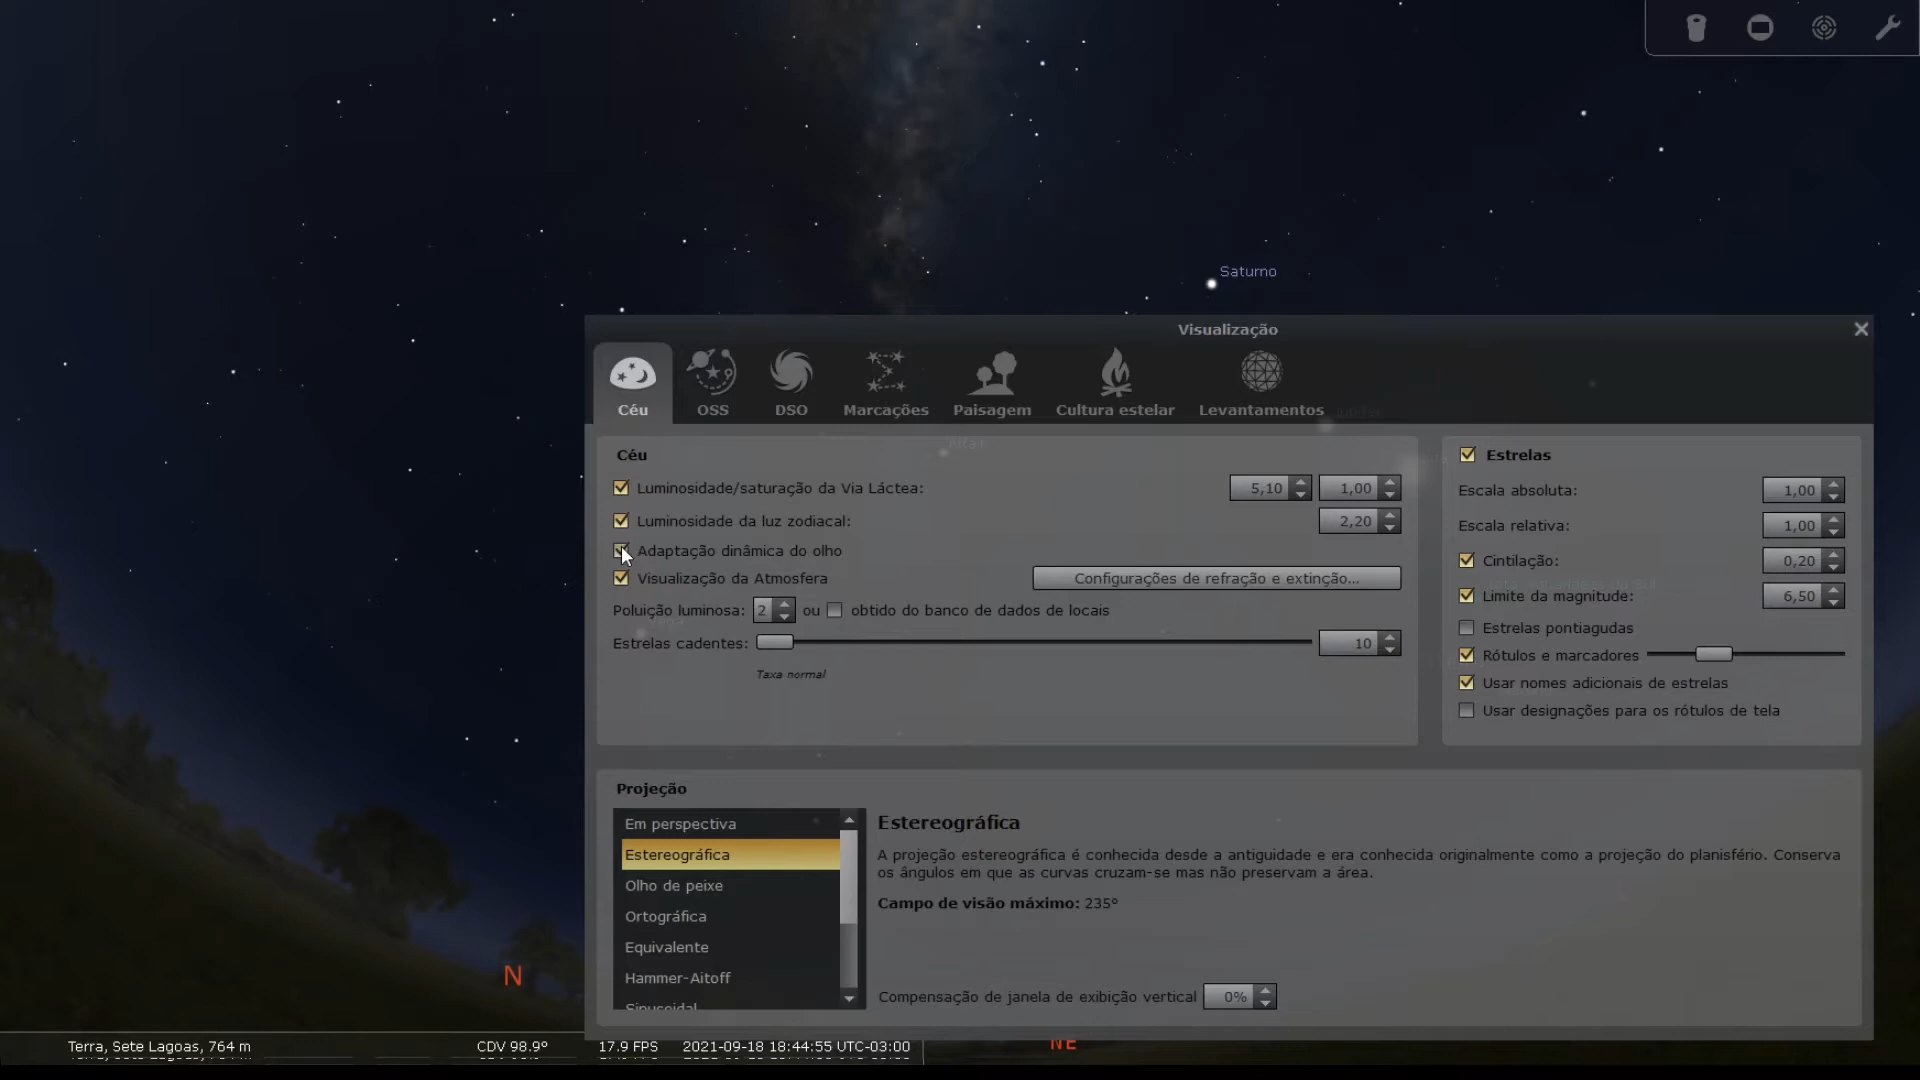 Saturno
Visualização
Céu
OSS
DSO
Marcações
Paisagem
Cultura estelar
Levantamentos
Céu
Luminosidade/saturação da Via Láctea:
5,10
1,00
Luminosidade da luz zodiacal:
2,20
Adaptação dinâmica do olho
Visualização da Atmosfera
Configurações de refração e extinção...
Poluição luminosa: 2 ou obtido do banco de dados de locais
Estrelas cadentes:
10
Taxa normal
Estrelas
Escala absoluta: 1,00
Escala relativa: 1,00
Cintilação: 0,20
Limite da magnitude: 6,50
Estrelas pontiagudas
Rótulos e marcadores
Usar nomes adicionais de estrelas
Usar designações para os rótulos de tela
Projeção
Em perspectiva
Estereográfica
Olho de peixe
Ortográfica
Equivalente
Hammer-Aitoff
Sinusoidal
Estereográfica
A projeção estereográfica é conhecida desde a antiguidade e era conhecida originalmente como a projeção do planisfério. Conserva
os ângulos em que as curvas cruzam-se mas não preservam a área.
Campo de visão máximo: 235º
Compensação de janela de exibição vertical 0%
N
NE
Terra, Sete Lagoas, 764 m
CDV 98.9º
17.9 FPS
2021-09-18 18:44:55 UTC-03:00